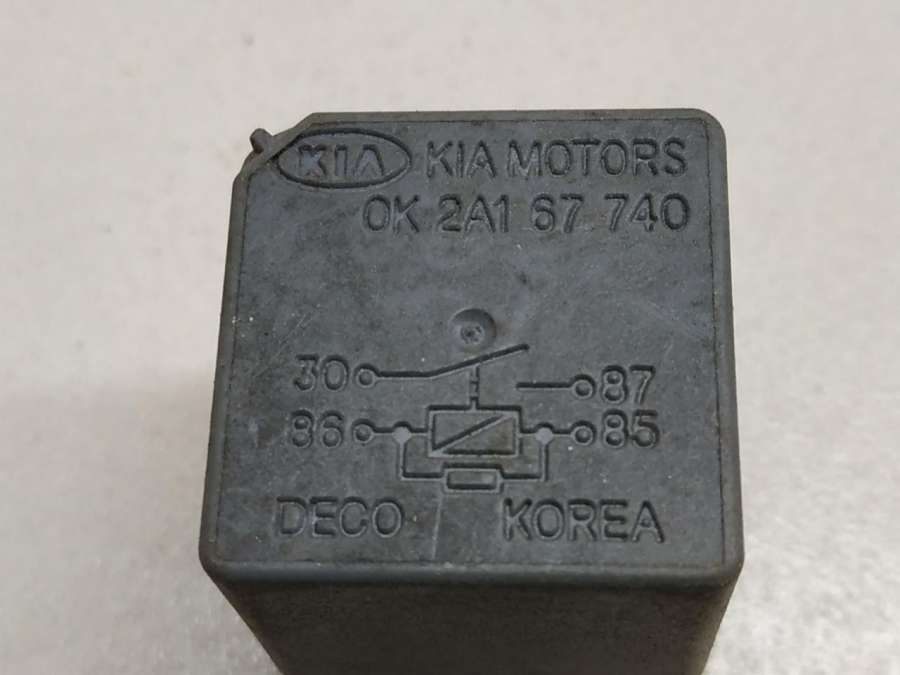 KIA KIA MOTORS
0K 2A1 67 740
30 87
86 85
DECO KOREA